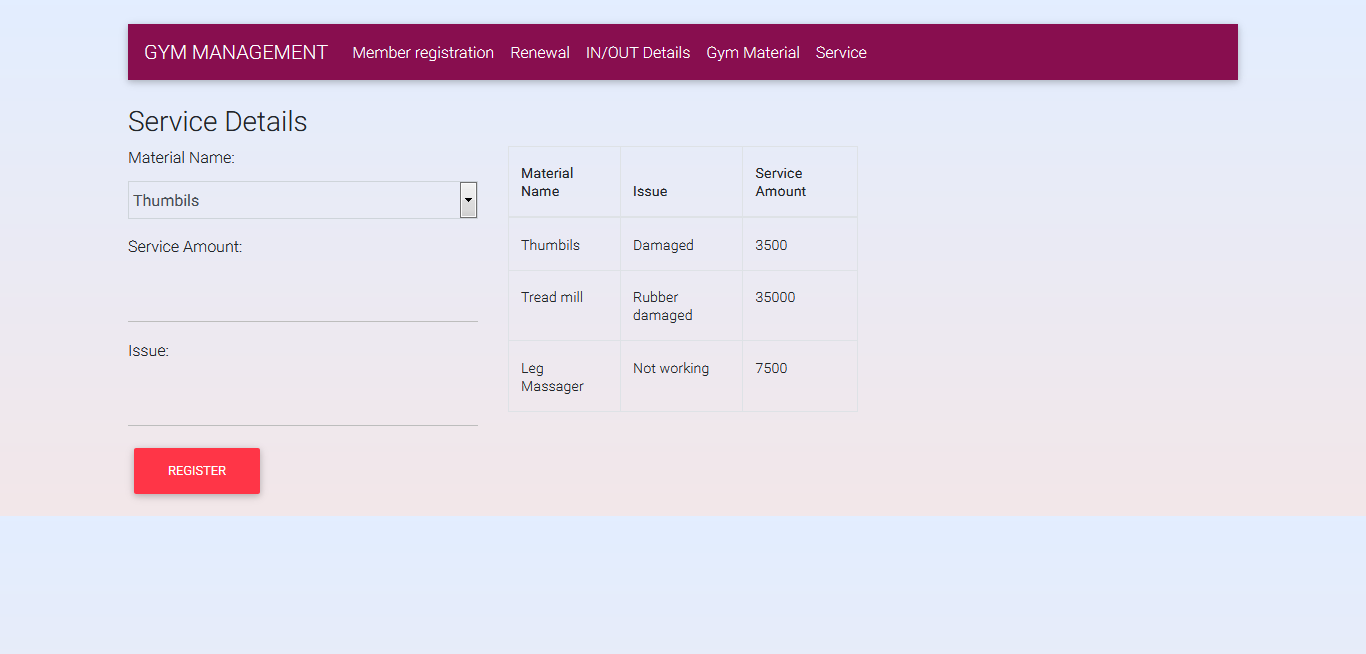 GYM MANAGEMENT Member registration Renewal IN/OUT Details Gym Material Service
Service Details
Material Name:
Thumbils
Service Amount:
Issue:
REGISTER
Material Name Issue Service Amount
Thumbils Damaged 3500
Tread mill Rubber damaged 35000
Leg Massager Not working 7500